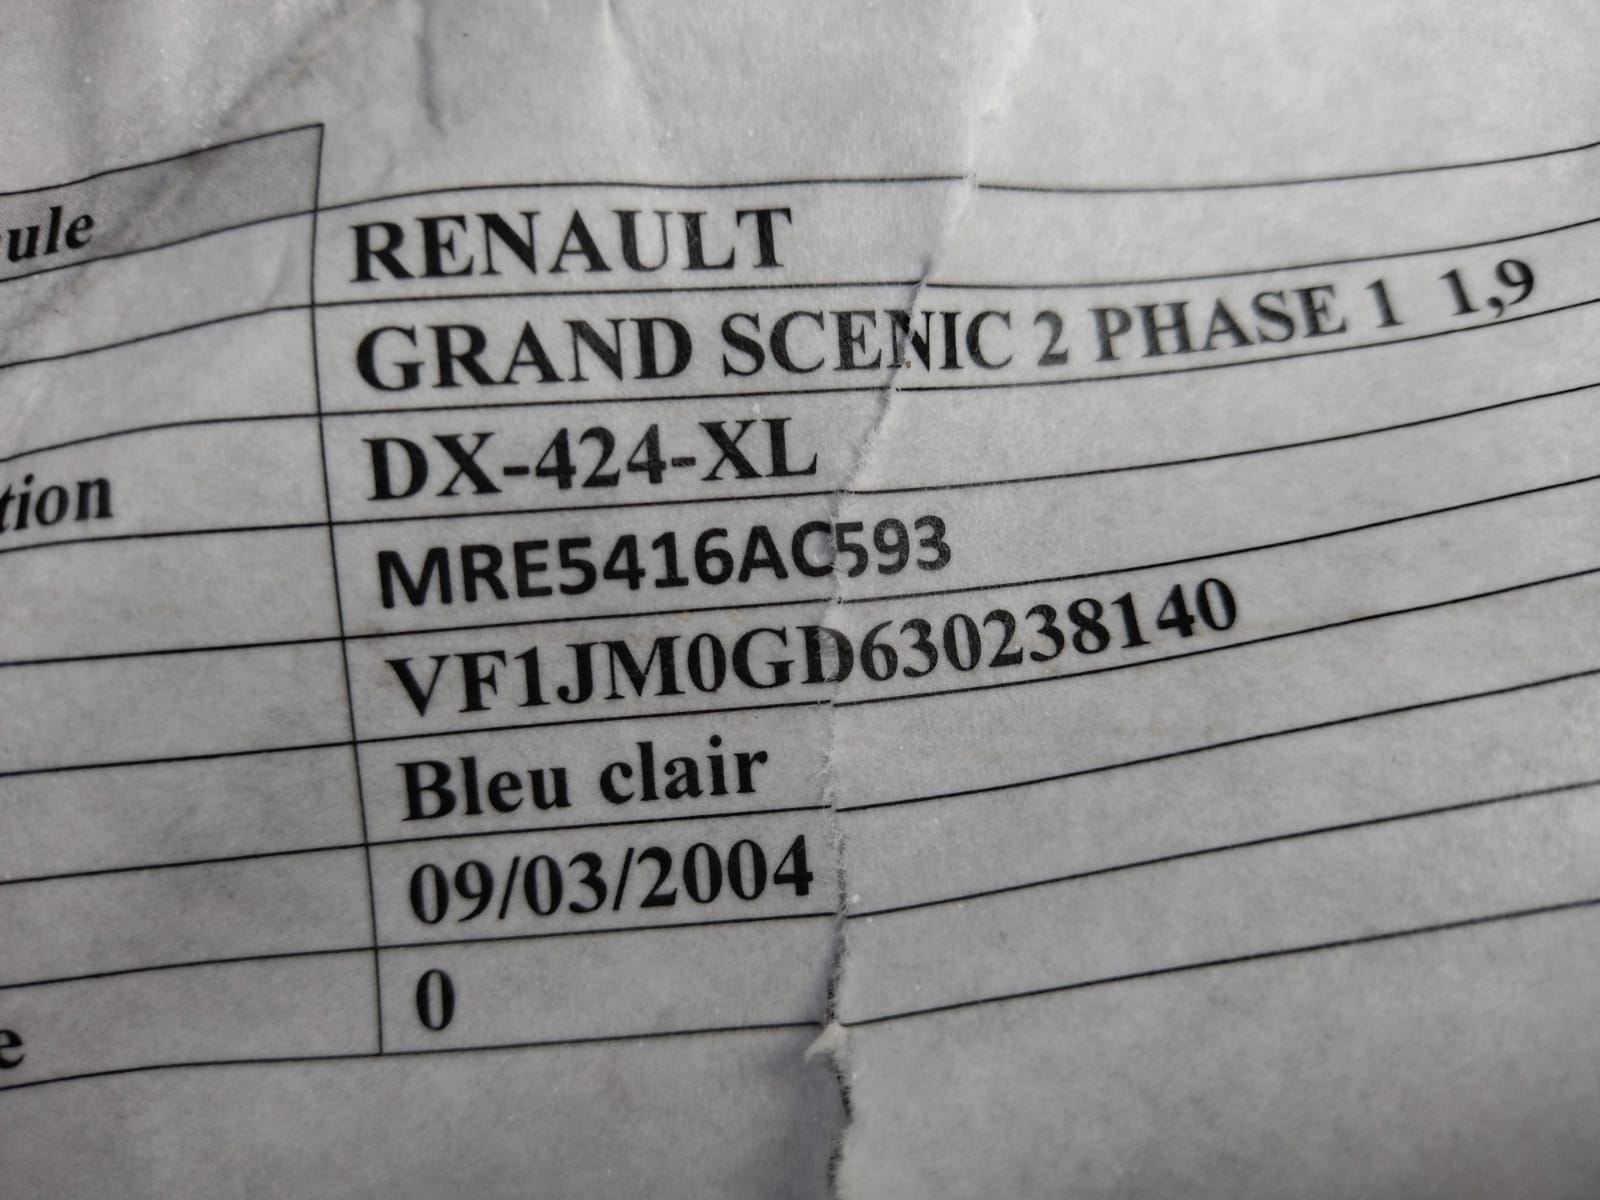 ule
RENAULT
GRAND SCENIC 2 PHASE 1 1,9
tion
DX-424-XL
MRE5416AC593
VF1JM0GD630238140
Bleu clair
09/03/2004
e
0